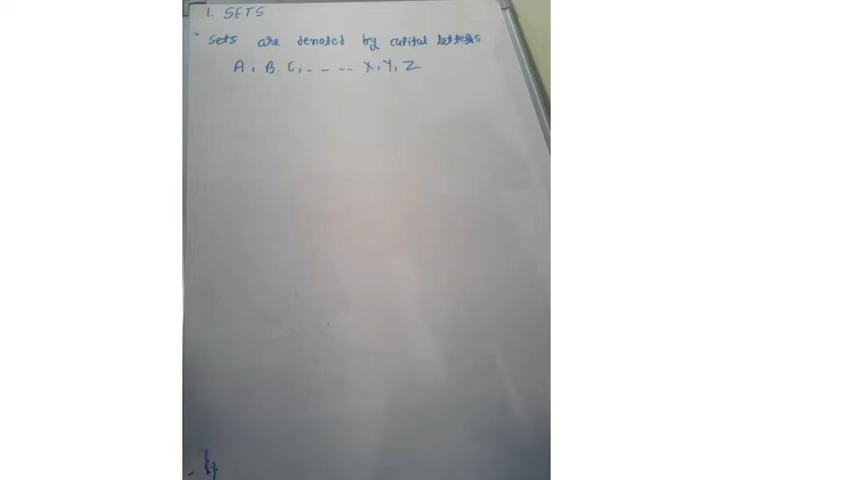 1. SETS
• Sets are denoted by capital letters
A, B. C, - - - - - X, Y, Z